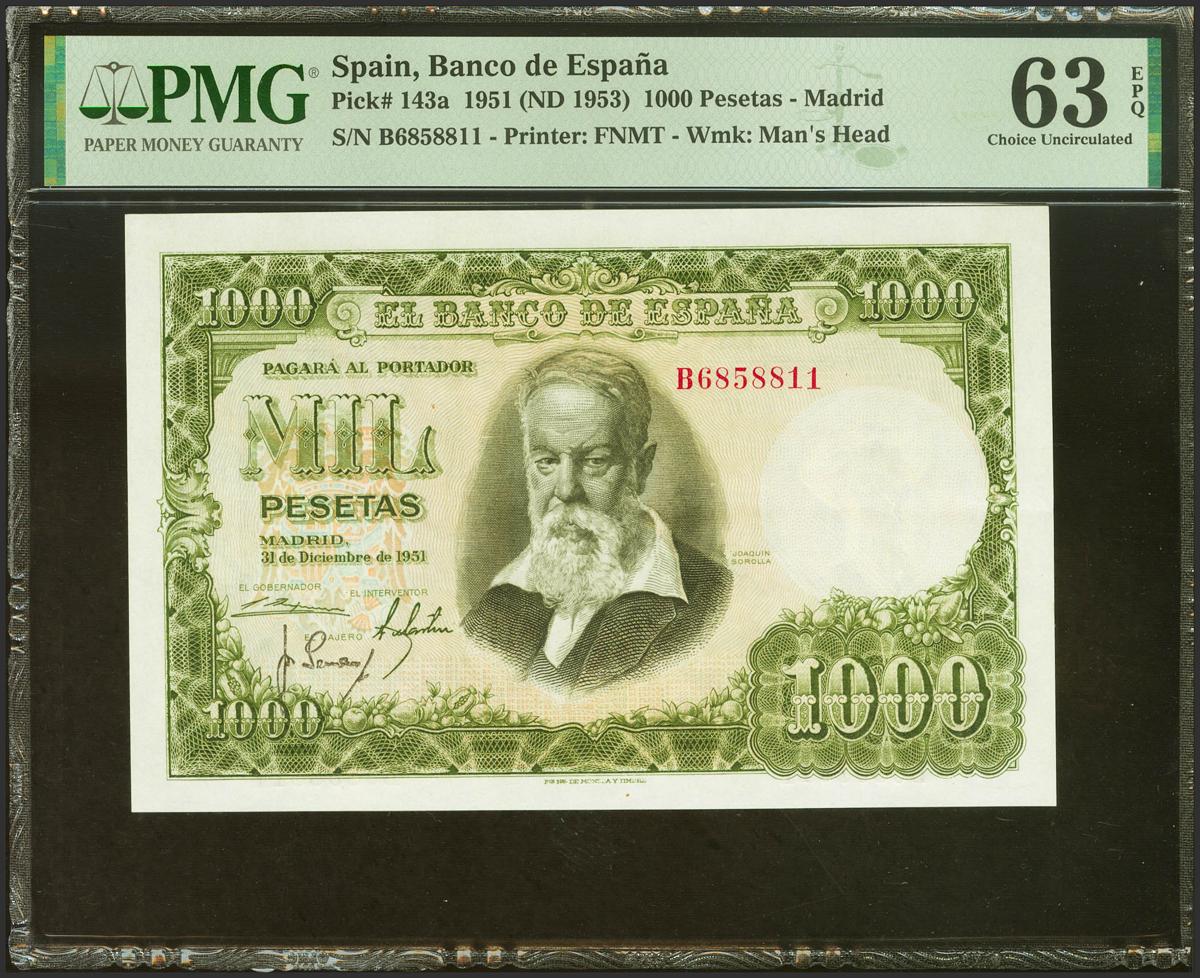 PMG®
PAPER MONEY GUARANTY
Spain, Banco de España
Pick# 143a 1951 (ND 1953) 1000 Pesetas - Madrid
S/N B6858811 - Printer: FNMT - Wmk: Man's Head
63
EPQ
Choice Uncirculated
1000
EL BANCO DE ESPAÑA
1000
PAGARÁ AL PORTADOR
B6858811
MIL
PESETAS
MADRID,
31 de Diciembre de 1951
JOAQUIN
SOROLLA
EL GOBERNADOR
EL INTERVENTOR
1000
1000